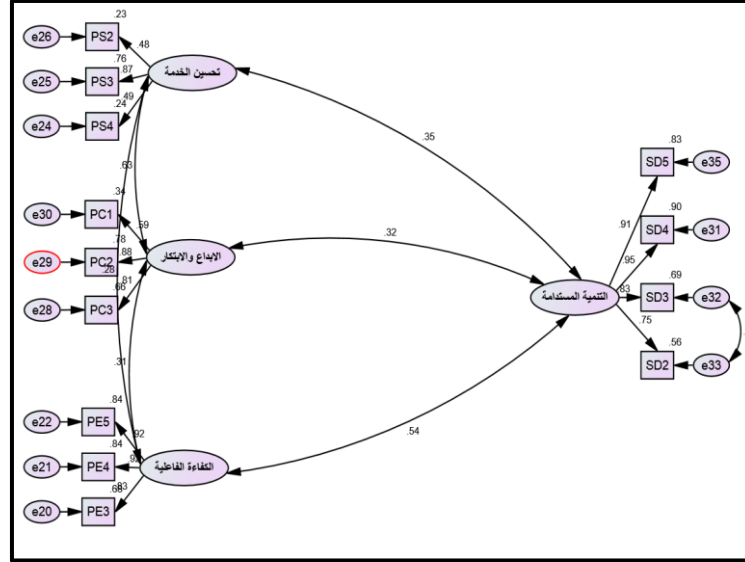 .23
e26 PS2 .48
.76
e25 PS3 .87 تحسين الخدمة
.24 .49
e24 PS4
.35
.83
SD5 e35
.63
.34
e30 PC1 .59
.91
.90
SD4 e31
.78
e29 PC2 .88 الابداع والابتكار
.32
.28
.95
.66 .81
e28 PC3
التنمية المستدامة .83 .69
SD3 e32
.75
.56
SD2 e33
.31
.84
e22 PE5 .92
.54
.84
e21 PE4 .92 الكفاءة الفاعلية
.68 .83
e20 PE3